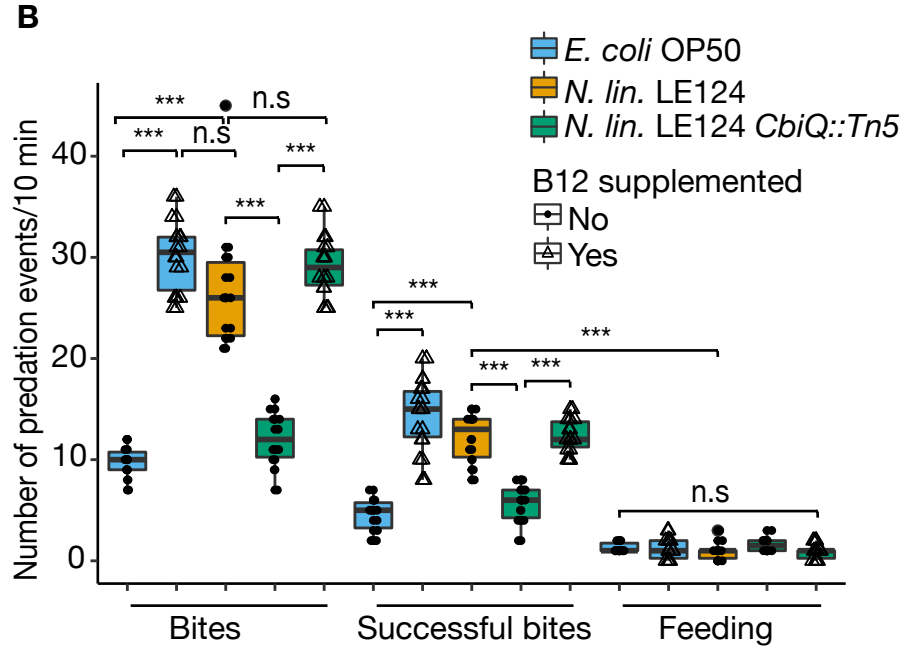 B
E. coli OP50
N. lin. LE124
N. lin. LE124 CbiQ::Tn5
B12 supplemented
No
Yes
Number of predation events/10 min
40
30
20
10
0
*** n.s
*** n.s
***
***
***
***
***
*** ***
n.s
Bites Successful bites Feeding